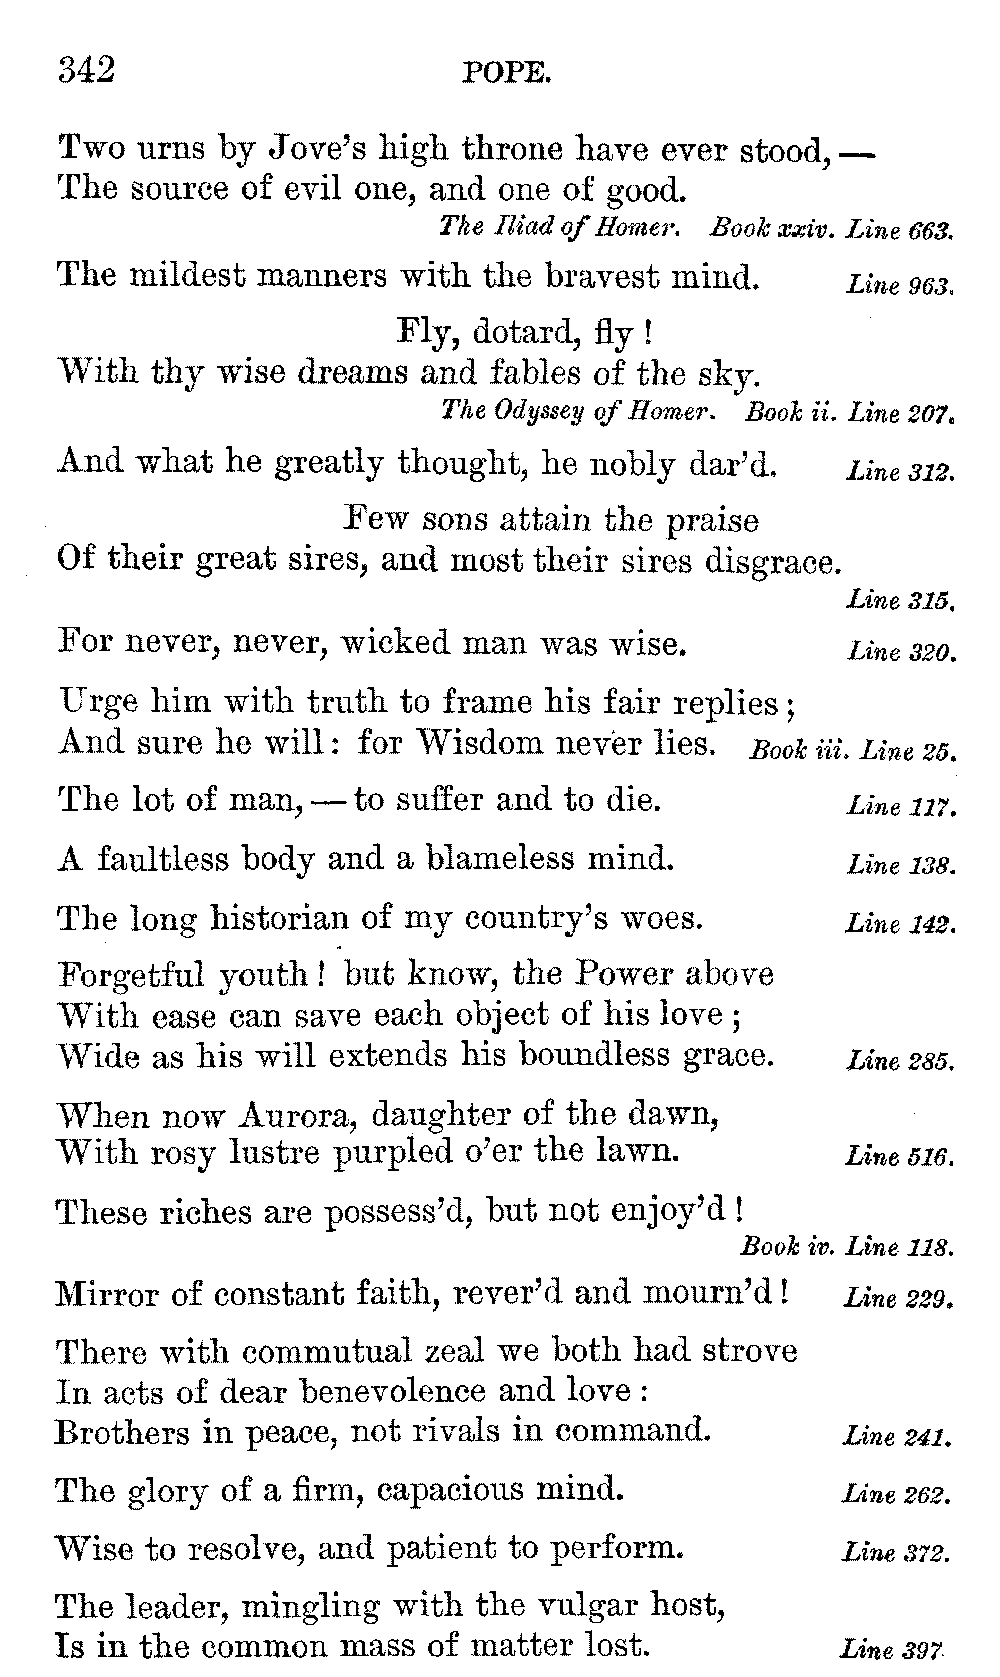 342 POPE.
Two urns by Jove's high throne have ever stood, —
The source of evil one, and one of good.
The Iliad of Homer. Book xxiv. Line 663.
The mildest manners with the bravest mind. Line 963.
Fly, dotard, fly !
With thy wise dreams and fables of the sky.
The Odyssey of Homer. Book ii. Line 207.
And what he greatly thought, he nobly dar'd. Line 312.
Few sons attain the praise
Of their great sires, and most their sires disgrace.
Line 315.
For never, never, wicked man was wise. Line 320.
Urge him with truth to frame his fair replies ;
And sure he will : for Wisdom never lies. Book iii. Line 25.
The lot of man, — to suffer and to die. Line 117.
A faultless body and a blameless mind. Line 138.
The long historian of my country's woes. Line 142.
Forgetful youth ! but know, the Power above
With ease can save each object of his love ;
Wide as his will extends his boundless grace. Line 285.
When now Aurora, daughter of the dawn,
With rosy lustre purpled o'er the lawn. Line 516.
These riches are possess'd, but not enjoy'd !
Book iv. Line 118.
Mirror of constant faith, rever'd and mourn'd ! Line 229.
There with commutual zeal we both had strove
In acts of dear benevolence and love :
Brothers in peace, not rivals in command. Line 241.
The glory of a firm, capacious mind. Line 262.
Wise to resolve, and patient to perform. Line 372.
The leader, mingling with the vulgar host,
Is in the common mass of matter lost. Line 397.